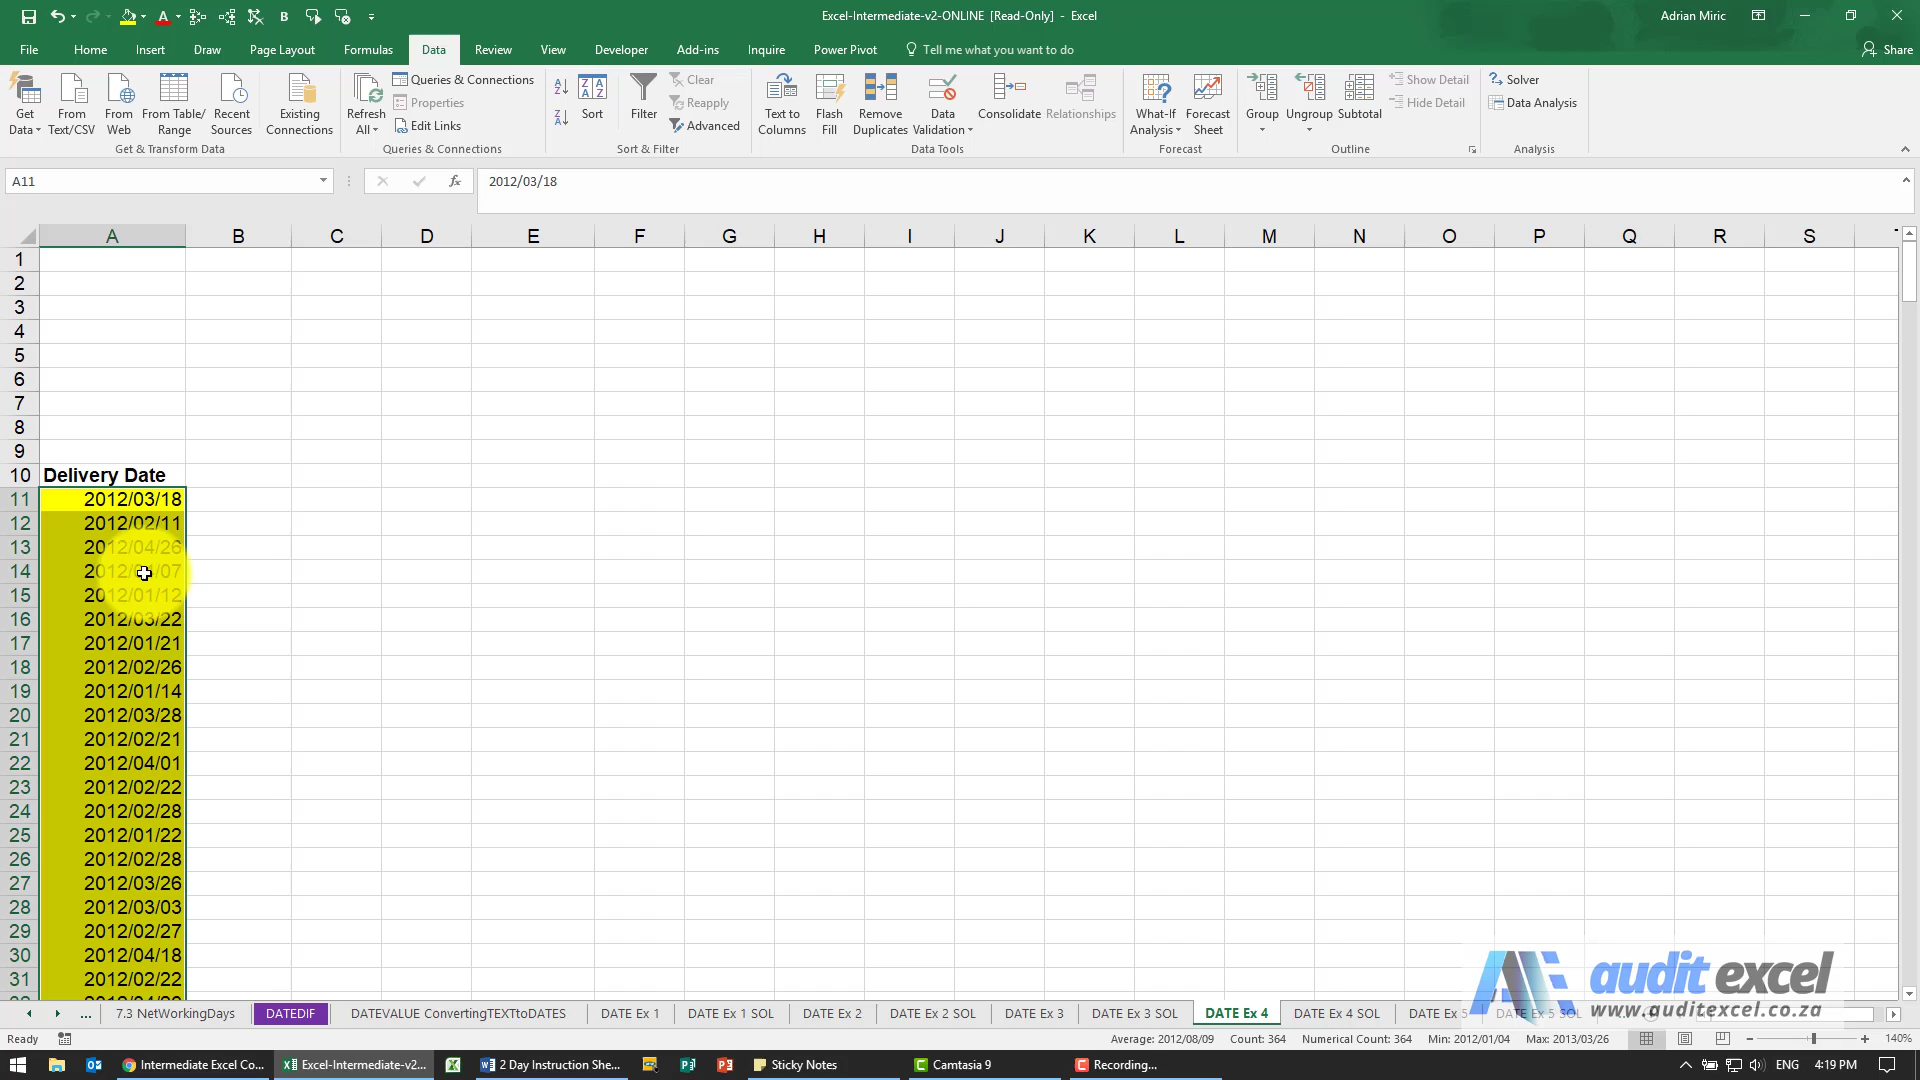 Excel-Intermediate-v2-ONLINE [Read-Only] - Excel
Adrian Miric
File Home Insert Draw Page Layout Formulas Data Review View Developer Add-ins Inquire Power Pivot Tell me what you want to do Share
Get Data
From Text/CSV
From Web
From Table/ Range
Recent Sources
Existing Connections
Get & Transform Data
Refresh All
Queries & Connections
Properties
Edit Links
Queries & Connections
Sort
Filter
Clear
Reapply
Advanced
Sort & Filter
Text to Columns
Flash Fill
Remove Duplicates
Data Validation
Consolidate
Relationships
Data Tools
What-If Analysis
Forecast Sheet
Forecast
Group
Ungroup
Subtotal
Show Detail
Hide Detail
Outline
Solver
Data Analysis
Analysis
A11
fx
2012/03/18
A B C D E F G H I J K L M N O P Q R S
1
2
3
4
5
6
7
8
9
10 Delivery Date
11 2012/03/18
12 2012/02/11
13 2012/04/26
14 2012/04/07
15 2012/01/12
16 2012/03/22
17 2012/01/21
18 2012/02/26
19 2012/01/14
20 2012/03/28
21 2012/02/21
22 2012/04/01
23 2012/02/22
24 2012/02/28
25 2012/01/22
26 2012/02/28
27 2012/03/26
28 2012/03/03
29 2012/02/27
30 2012/04/18
31 2012/02/22
audit excel
www.auditexcel.co.za
... 7.3 NetWorkingDays DATEDIF DATEVALUE ConvertingTEXTtoDATES DATE Ex 1 DATE Ex 1 SOL DATE Ex 2 DATE Ex 2 SOL DATE Ex 3 DATE Ex 3 SOL DATE Ex 4 DATE Ex 4 SOL DATE Ex 5 DATE Ex 5 SOL
Ready
Average: 2012/08/09 Count: 364 Numerical Count: 364 Min: 2012/01/04 Max: 2013/03/26 140%
Intermediate Excel Co... Excel-Intermediate-v2... 2 Day Instruction She... Sticky Notes Camtasia 9 Recording... ENG 4:19 PM